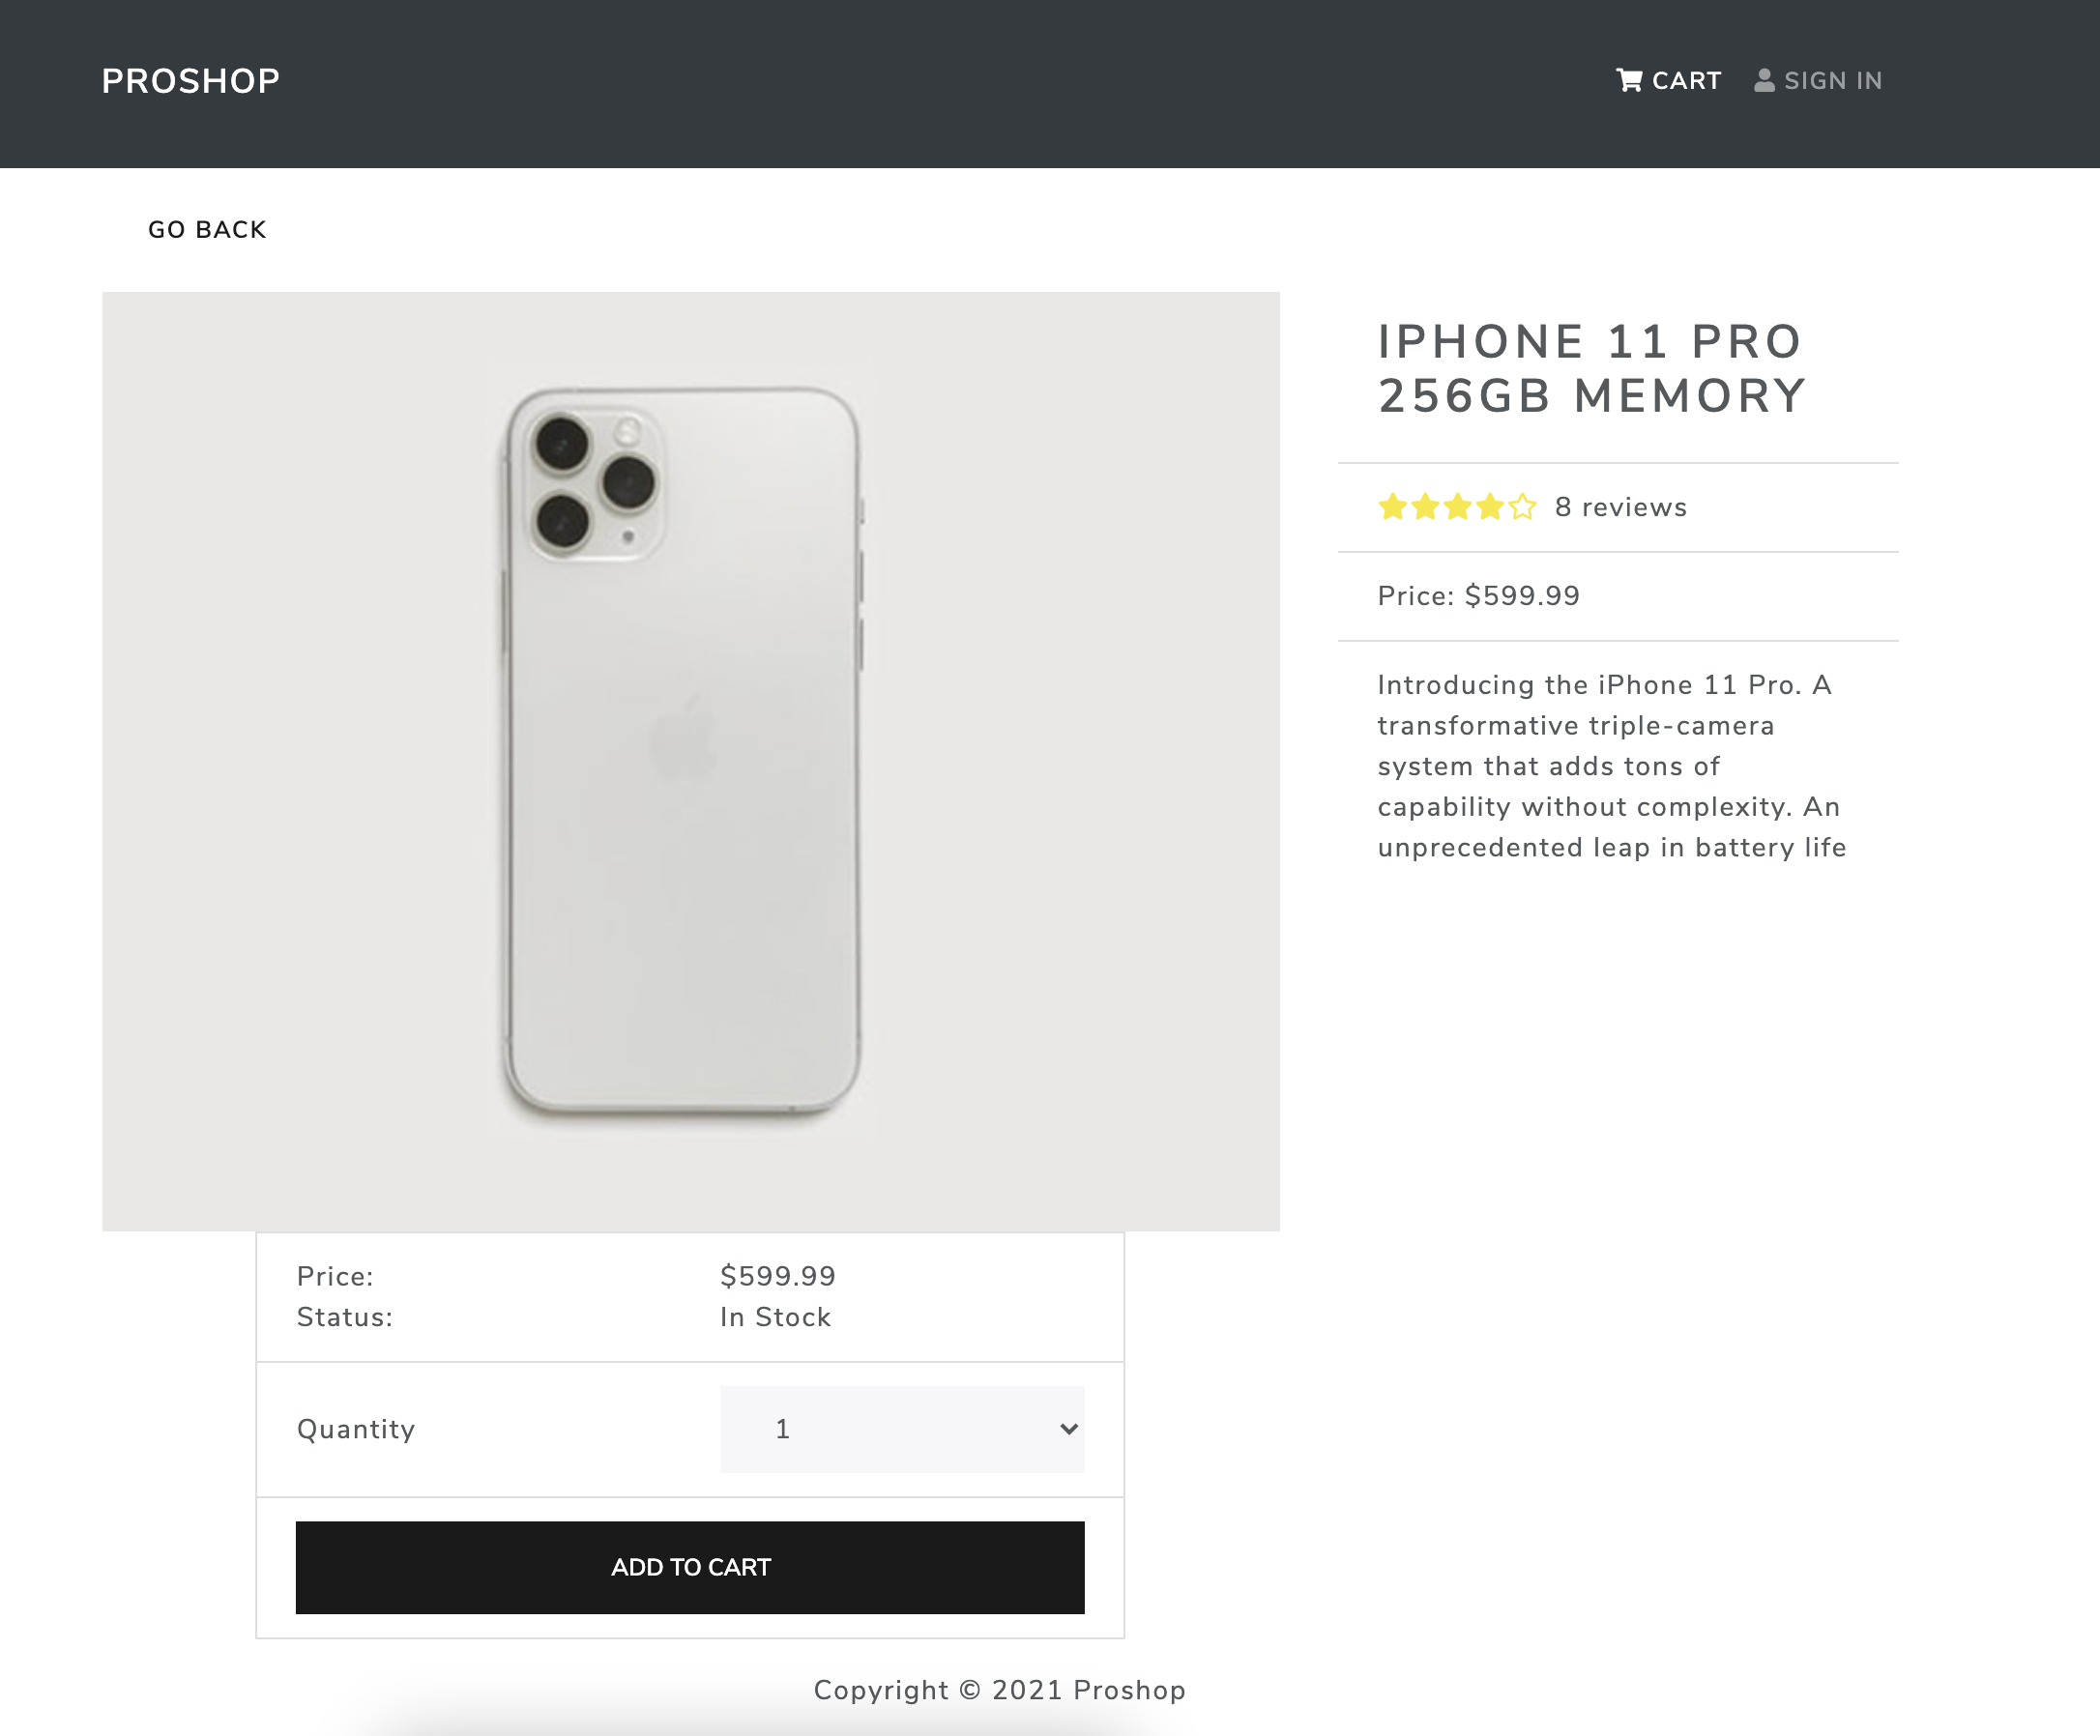 PROSHOP
CART SIGN IN
GO BACK
IPHONE 11 PRO
256GB MEMORY
8 reviews
Price: $599.99
Introducing the iPhone 11 Pro. A
transformative triple-camera
system that adds tons of
capability without complexity. An
unprecedented leap in battery life
Price: $599.99
Status: In Stock
Quantity 1
ADD TO CART
Copyright © 2021 Proshop